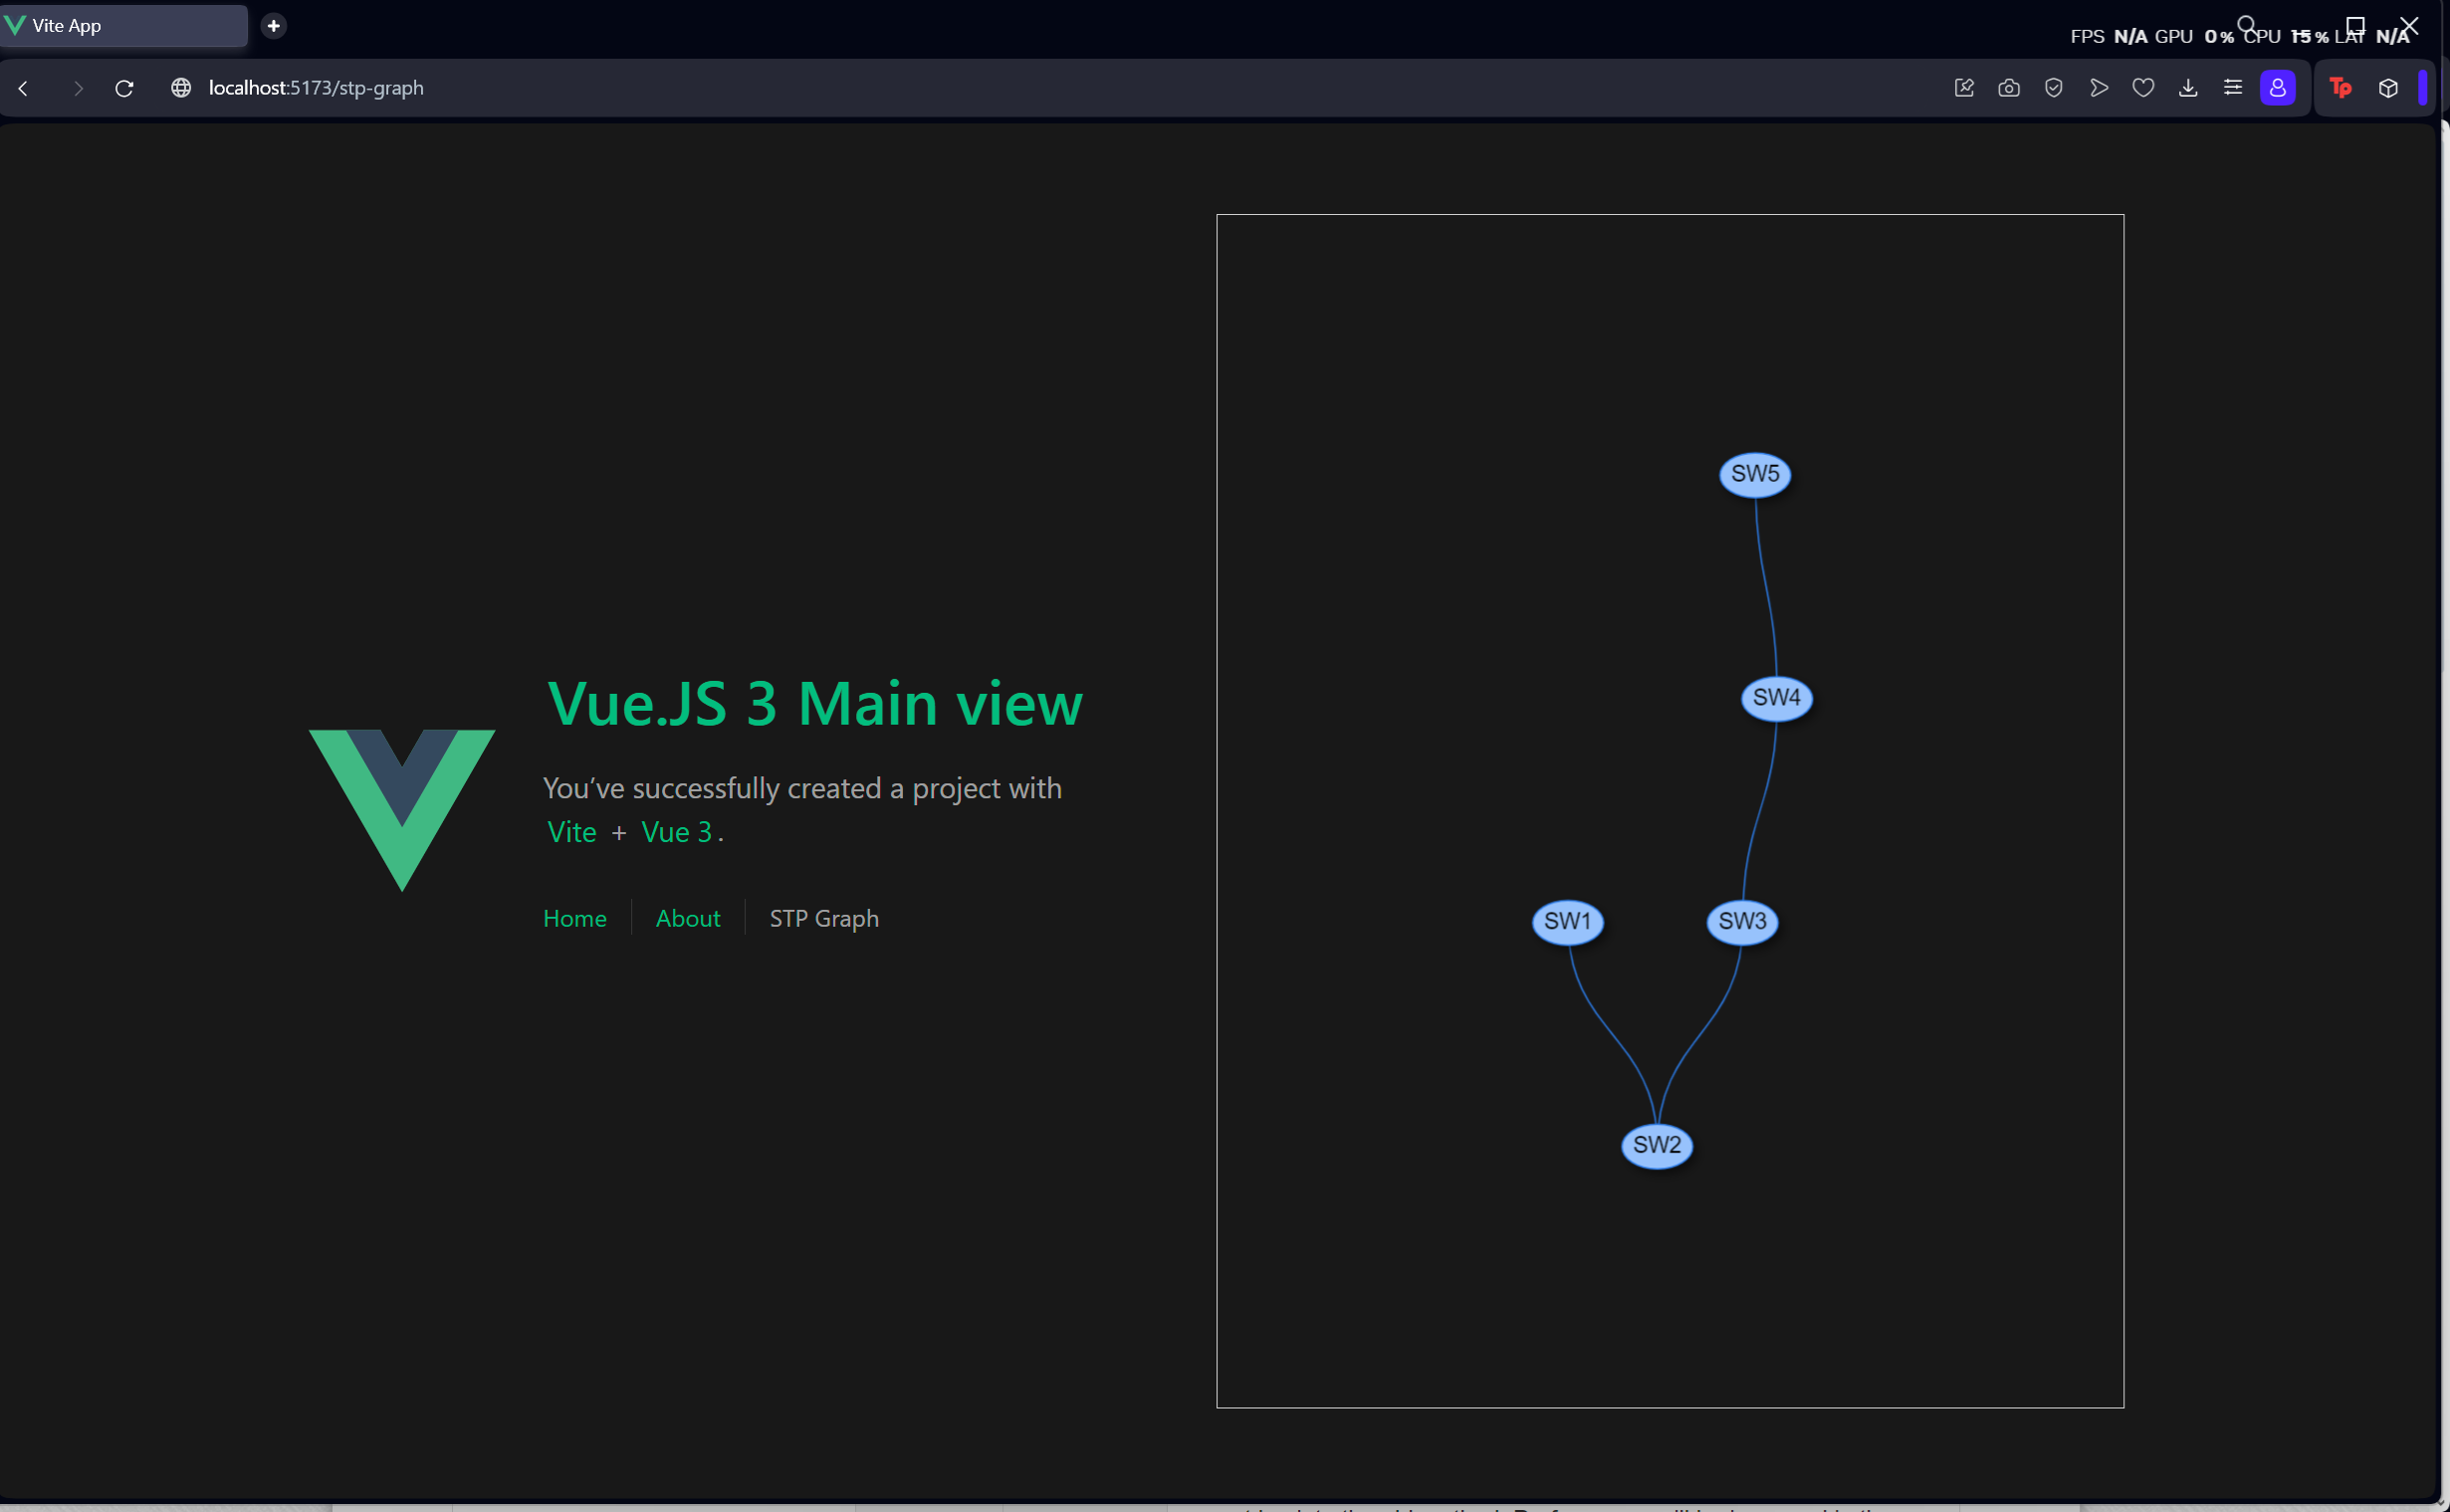 Vite App
FPS N/A GPU 0% CPU 15% LAT N/A
localhost:5173/stp-graph
Tp
Vue.JS 3 Main view
You’ve successfully created a project with
Vite + Vue 3.
Home
About
STP Graph
SW5
SW4
SW1
SW3
SW2